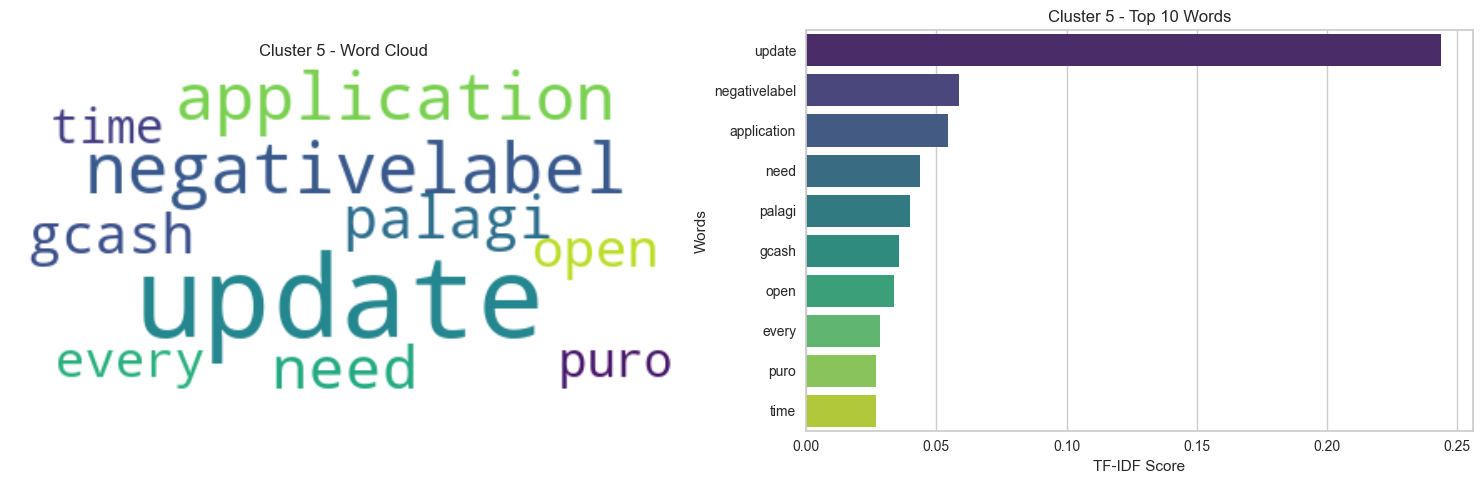 Cluster 5 - Word Cloud
application
time
negativelabel
palagi
gcash
open
update
every
need
puro
Cluster 5 - Top 10 Words
Words
update
negativelabel
application
need
palagi
gcash
open
every
puro
time
0.00 0.05 0.10 0.15 0.20 0.25
TF-IDF Score